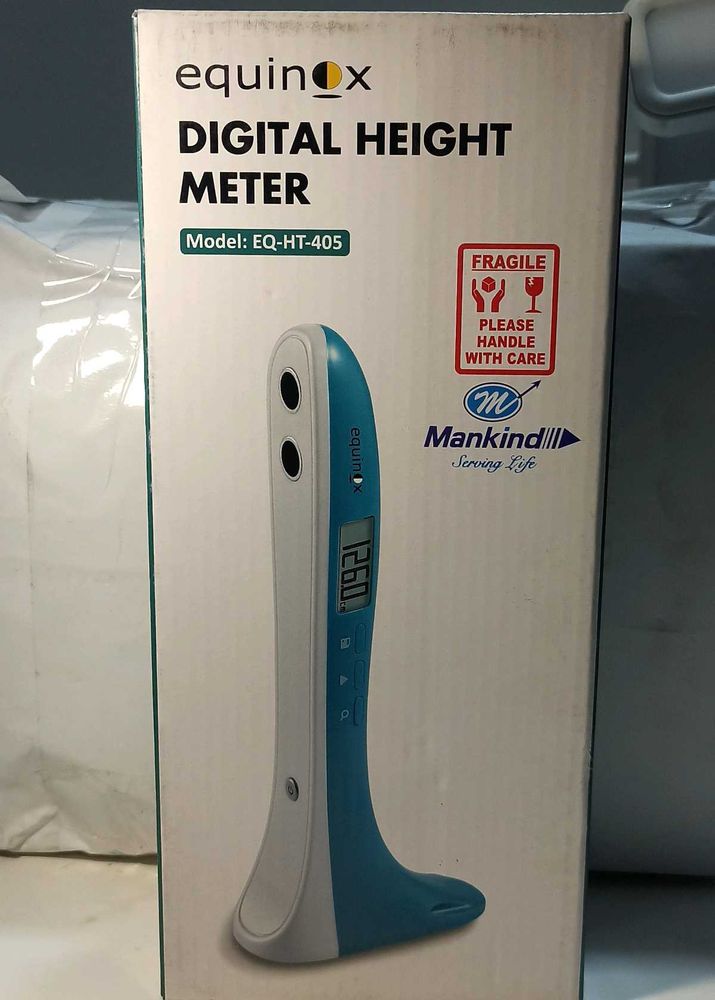 equinox
DIGITAL HEIGHT
METER
Model: EQ-HT-405
FRAGILE
PLEASE
HANDLE
WITH CARE
m
Mankind
Serving Life
equinox
126.0
cm